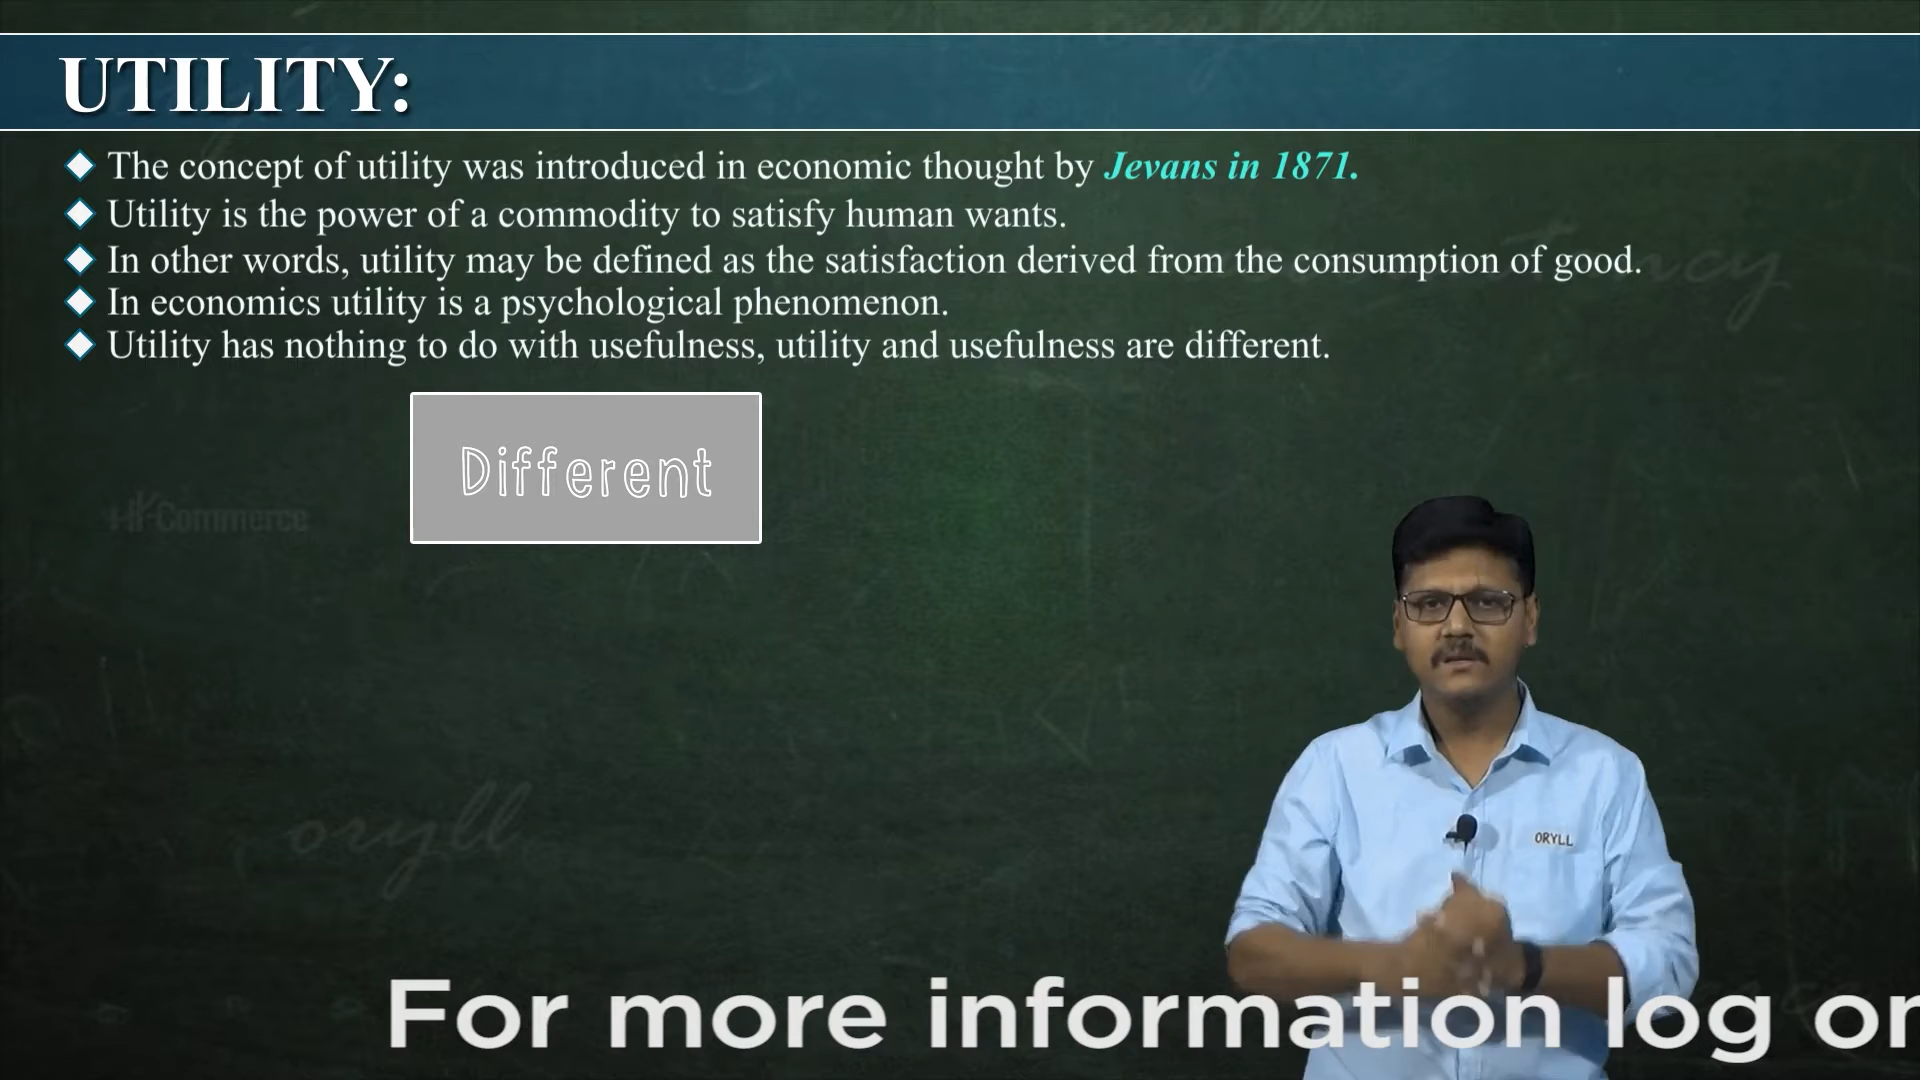 UTILITY:
The concept of utility was introduced in economic thought by Jevans in 1871.
Utility is the power of a commodity to satisfy human wants.
In other words, utility may be defined as the satisfaction derived from the consumption of good.
In economics utility is a psychological phenomenon.
Utility has nothing to do with usefulness, utility and usefulness are different.
Different
Commerce
oryll
ORYLL
For more information log